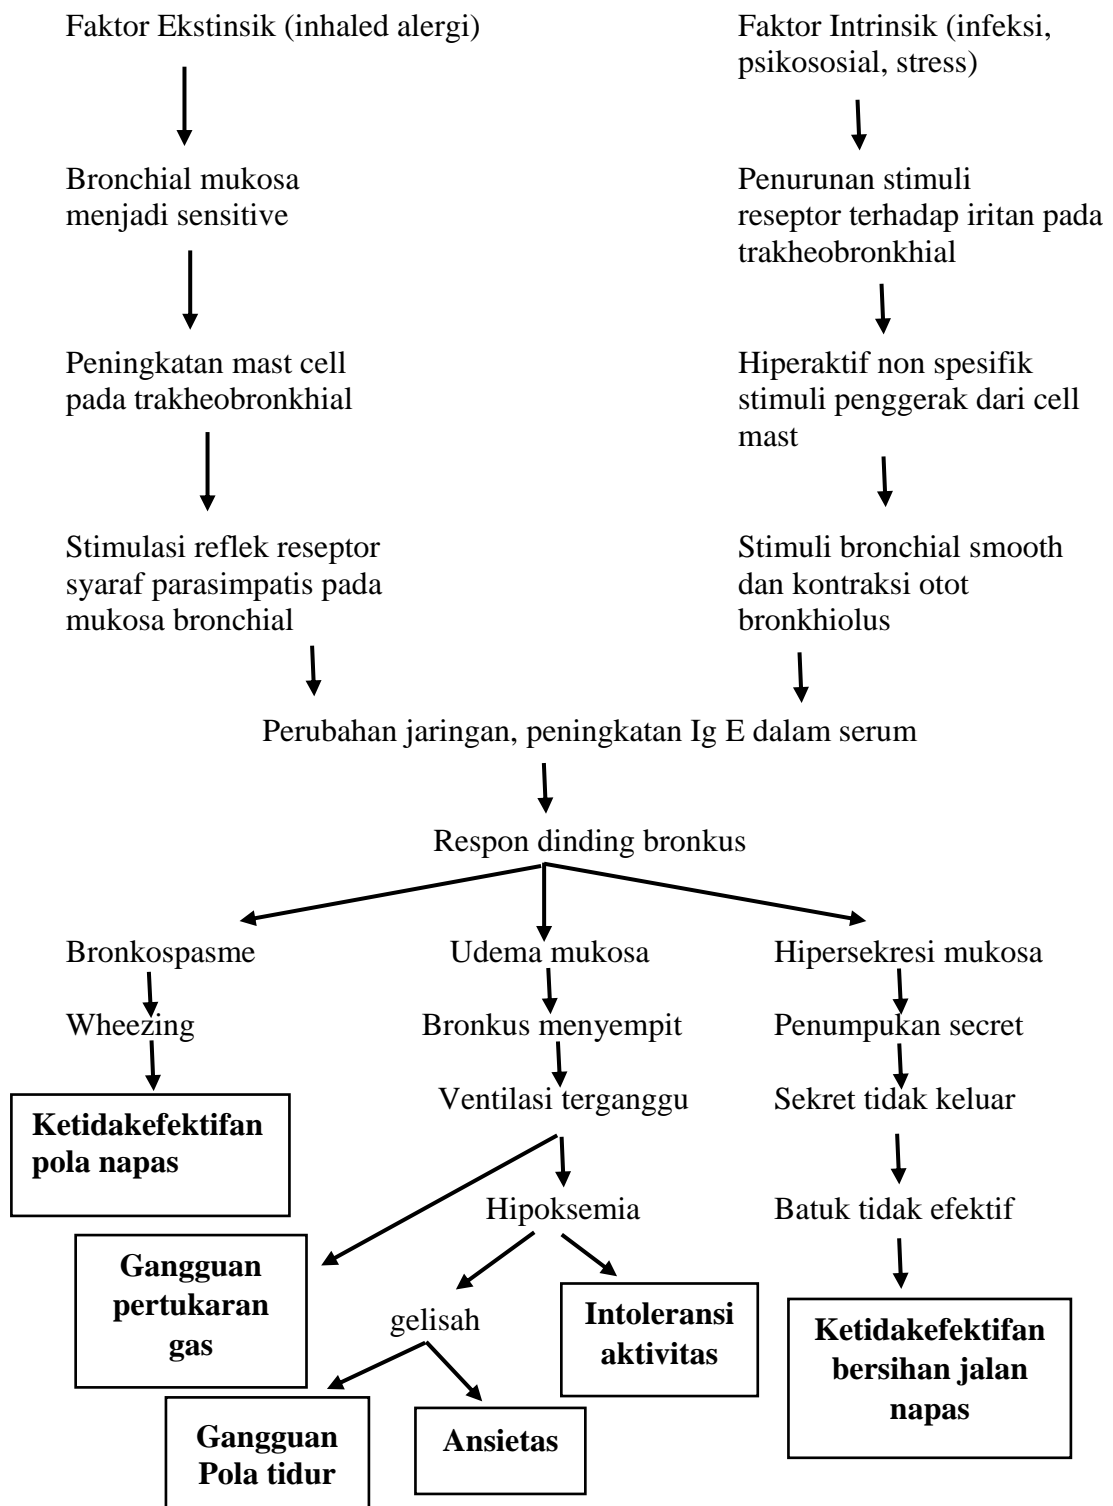 Faktor Ekstinsik (inhaled alergi)
Faktor Intrinsik (infeksi,
psikososial, stress)
Bronchial mukosa
menjadi sensitive
Penurunan stimuli
reseptor terhadap iritan pada
trakheobronkhial
Peningkatan mast cell
pada trakheobronkhial
Hiperaktif non spesifik
stimuli penggerak dari cell
mast
Stimulasi reflek reseptor
syaraf parasimpatis pada
mukosa bronchial
Stimuli bronchial smooth
dan kontraksi otot
bronkhiolus
Perubahan jaringan, peningkatan Ig E dalam serum
Respon dinding bronkus
Bronkospasme
Udema mukosa
Hipersekresi mukosa
Wheezing
Bronkus menyempit
Penumpukan secret
Ketidakefektifan
pola napas
Ventilasi terganggu
Sekret tidak keluar
Hipoksemia
Batuk tidak efektif
Gangguan
pertukaran
gas
gelisah
Intoleransi
aktivitas
Ketidakefektifan
bersihan jalan
napas
Gangguan
Pola tidur
Ansietas